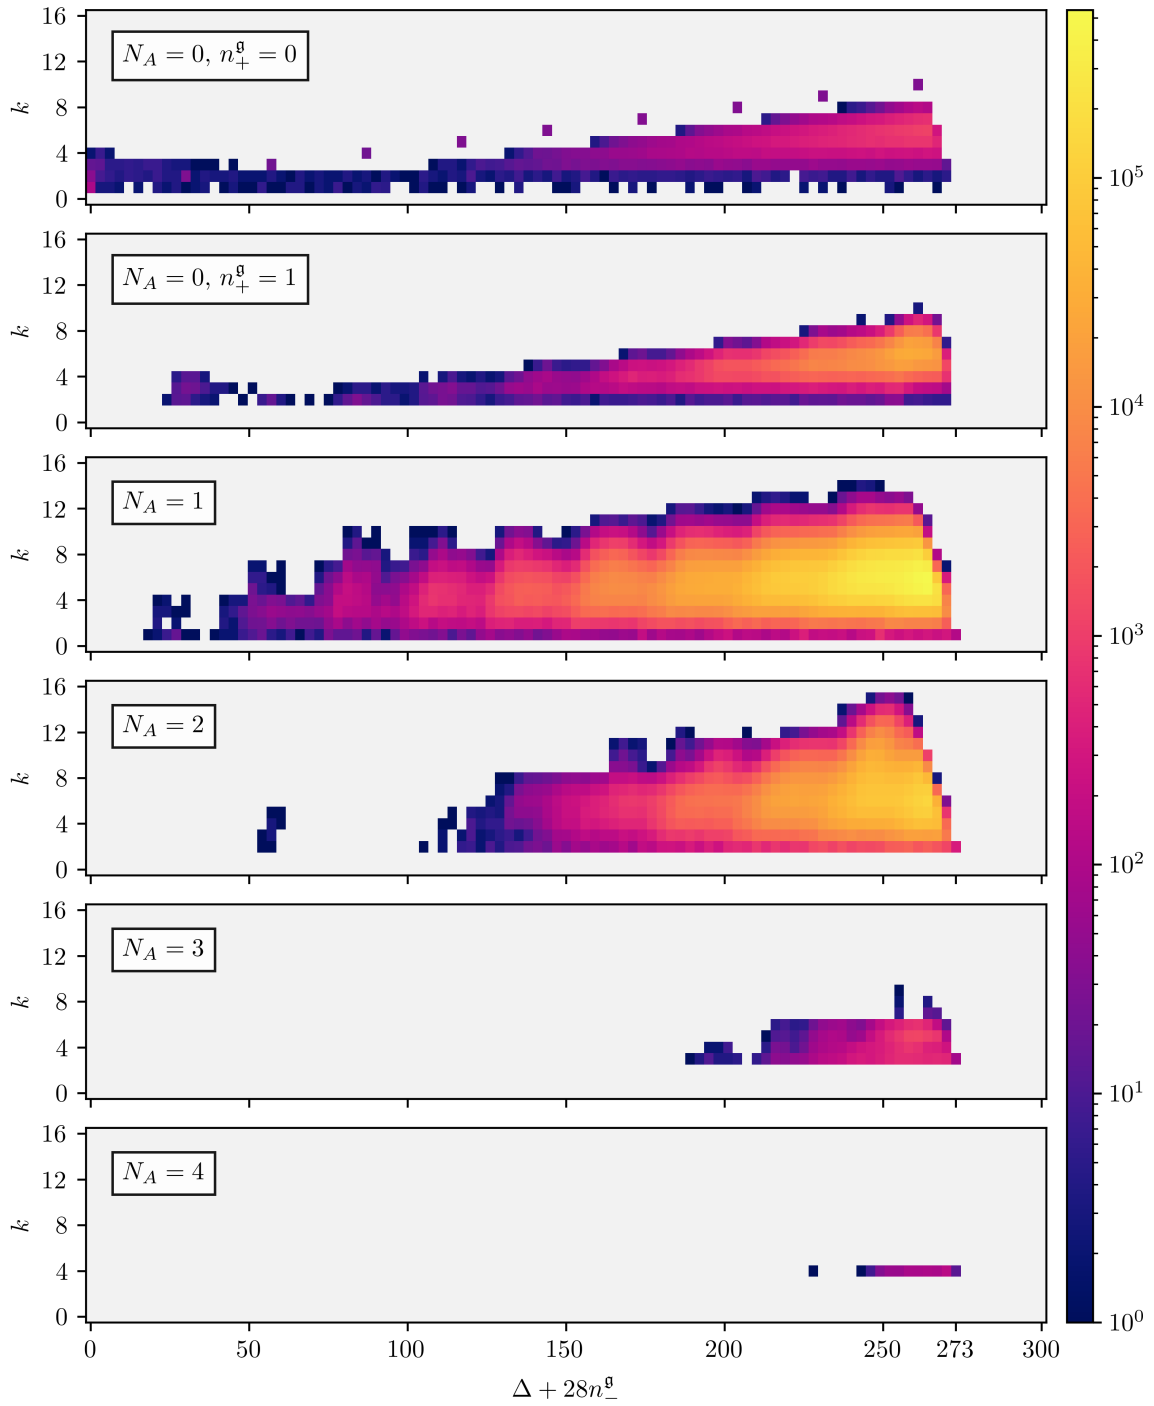 16
12
8
4
0
k
N_A = 0, n_+^𝔤 = 0
16
12
8
4
0
k
N_A = 0, n_+^𝔤 = 1
16
12
8
4
0
k
N_A = 1
16
12
8
4
0
k
N_A = 2
16
12
8
4
0
k
N_A = 3
16
12
8
4
0
k
N_A = 4
0 50 100 150 200 250 273 300
Δ + 28n_−^𝔤
10^5
10^4
10^3
10^2
10^1
10^0